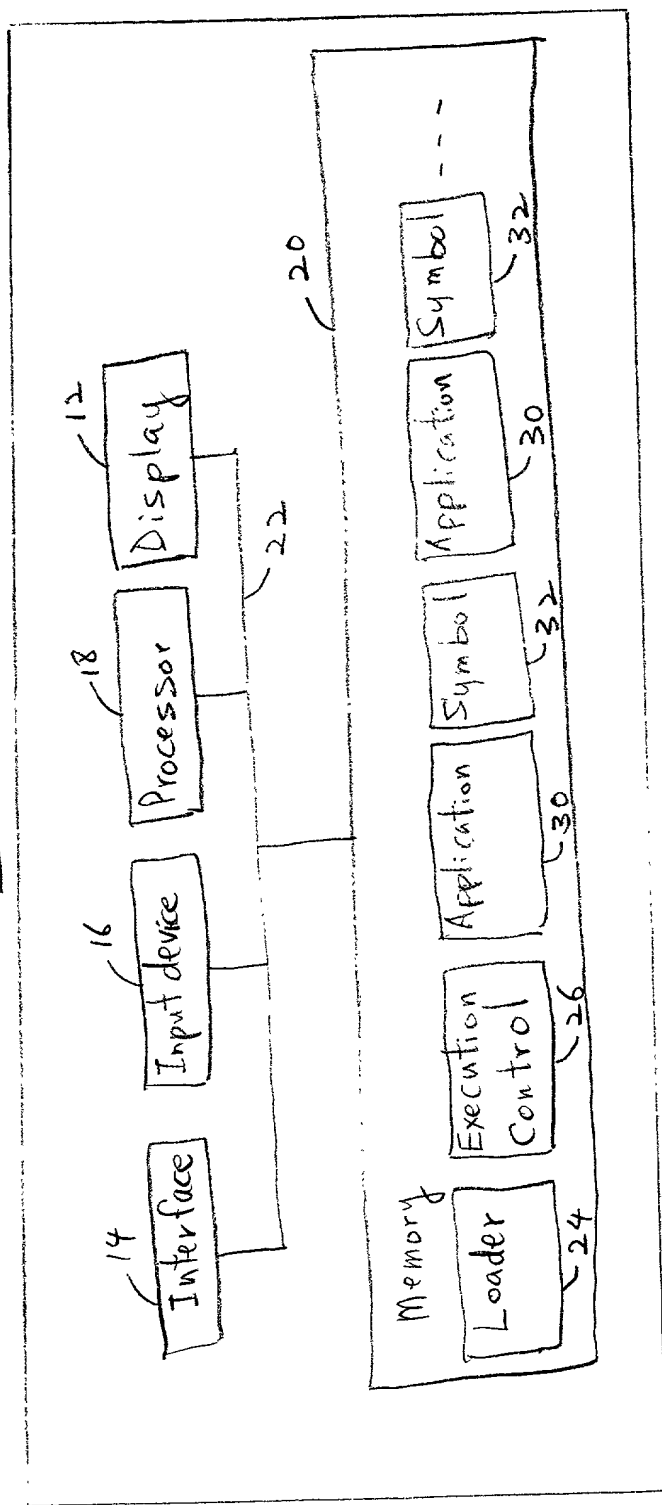 14
16
18
12
Interface
Input device
Processor
Display
22
20
Memory
Loader
Execution
Control
Application
Symbol
Application
Symbol
- - -
24
26
30
32
30
32